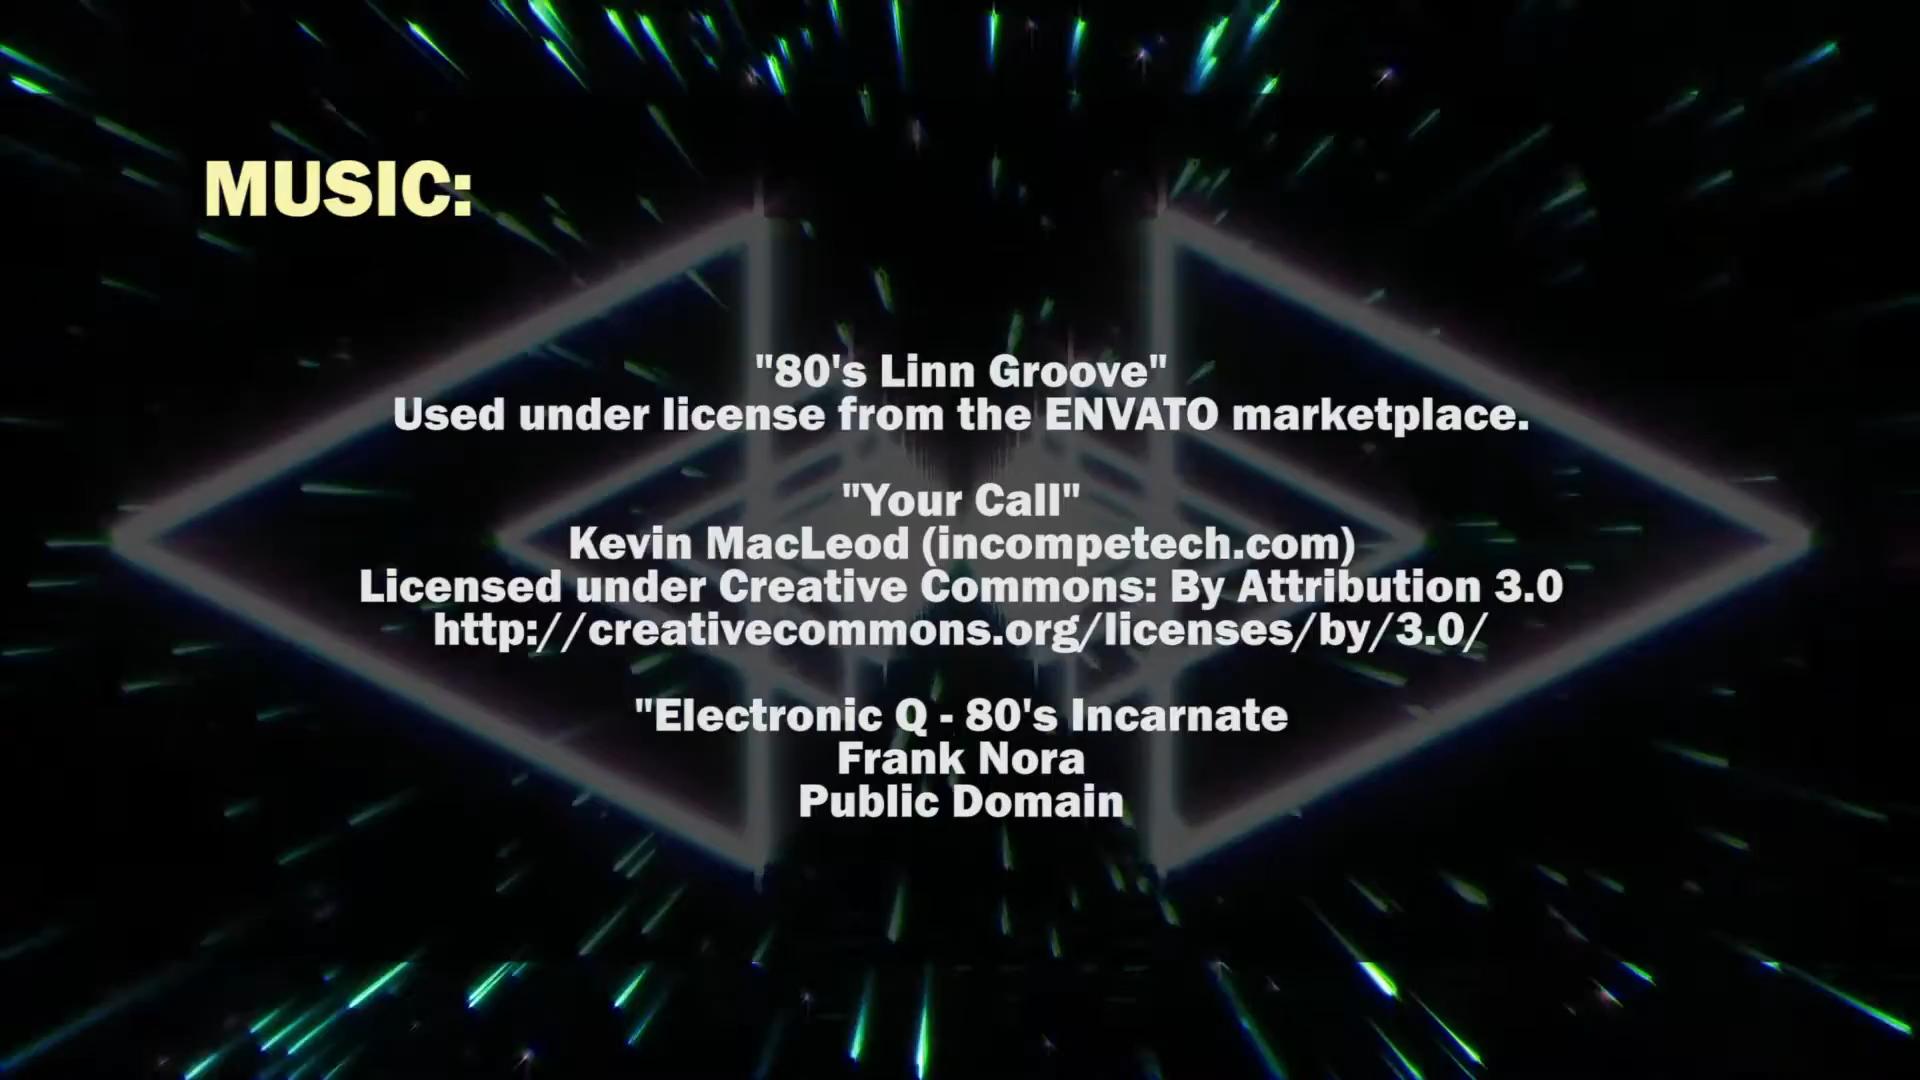 MUSIC:
"80's Linn Groove"
Used under license from the ENVATO marketplace.
"Your Call"
Kevin MacLeod (incompetech.com)
Licensed under Creative Commons: By Attribution 3.0
http://creativecommons.org/licenses/by/3.0/
"Electronic Q - 80's Incarnate
Frank Nora
Public Domain